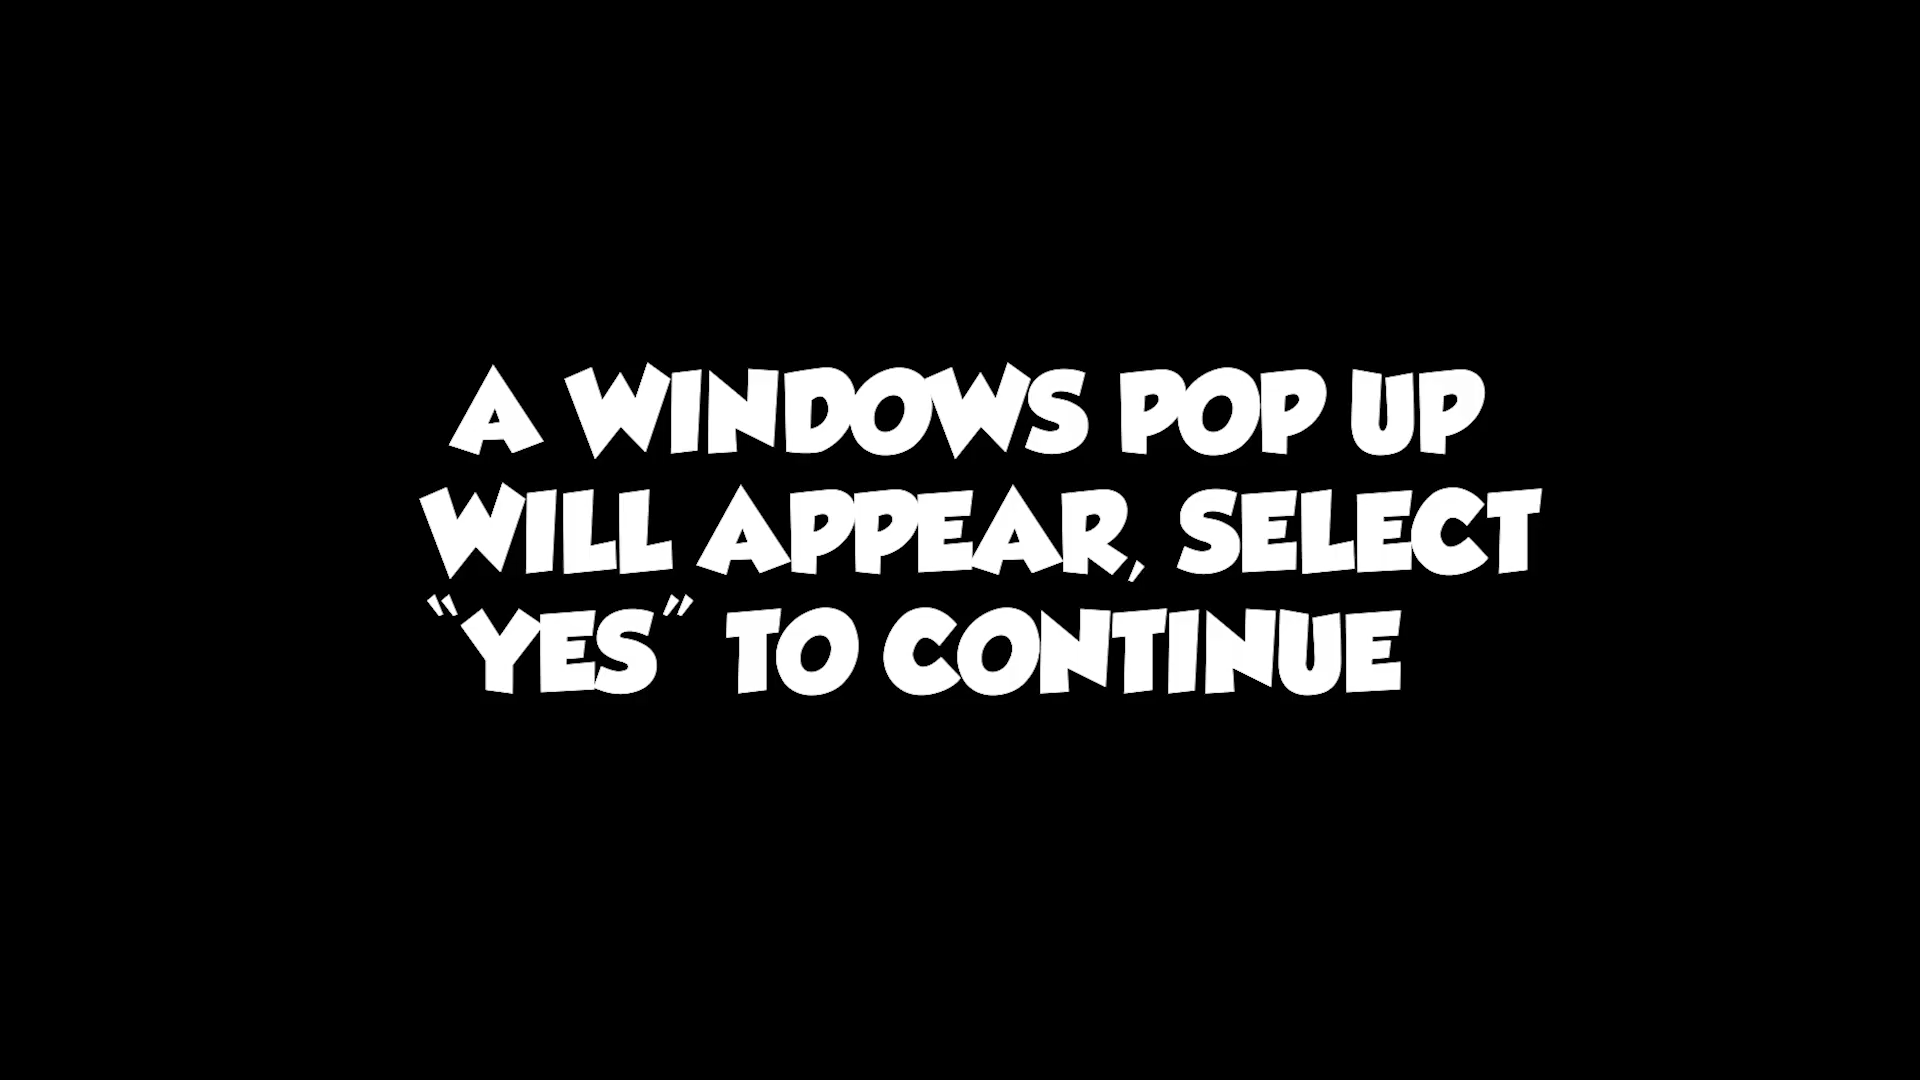 A WINDOWS POP UP
WILL APPEAR, SELECT
“YES” TO CONTINUE